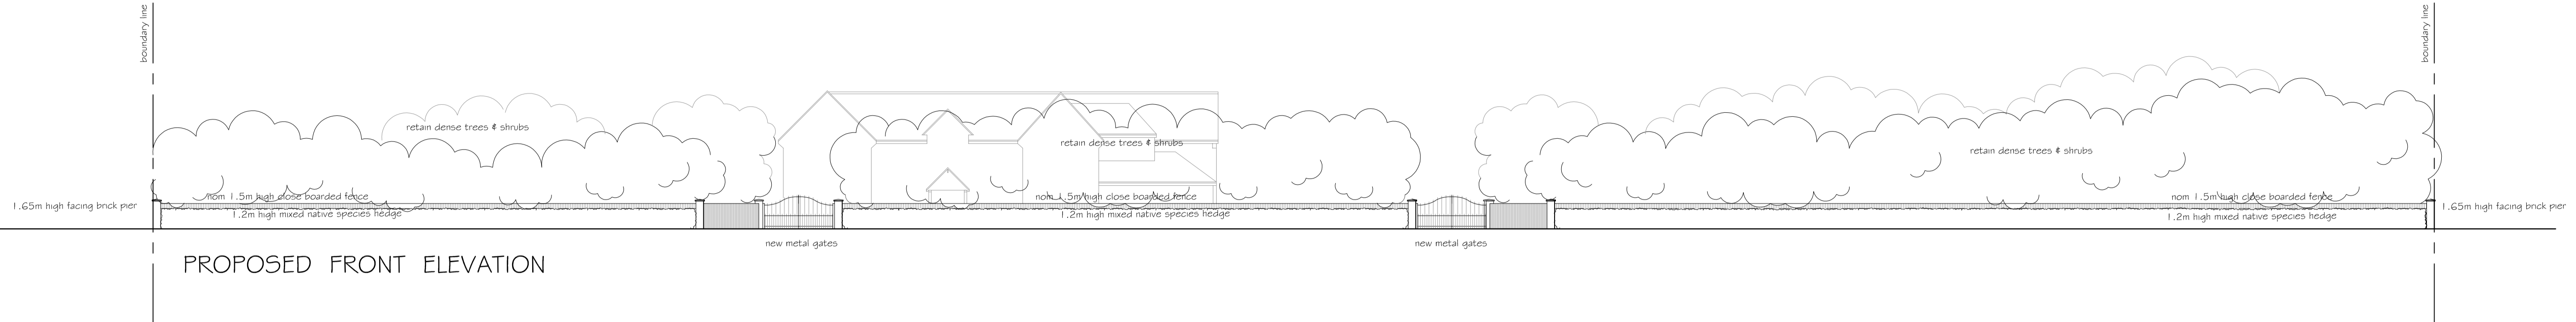 boundary line
boundary line
retain dense trees & shrubs
retain dense trees & shrubs
retain dense trees & shrubs
nom 1.5m high close boarded fence
nom 1.5m high close boarded fence
nom 1.5m high close boarded fence
1.65m high facing brick pier
1.65m high facing brick pier
1.2m high mixed native species hedge
1.2m high mixed native species hedge
1.2m high mixed native species hedge
new metal gates
new metal gates
PROPOSED FRONT ELEVATION